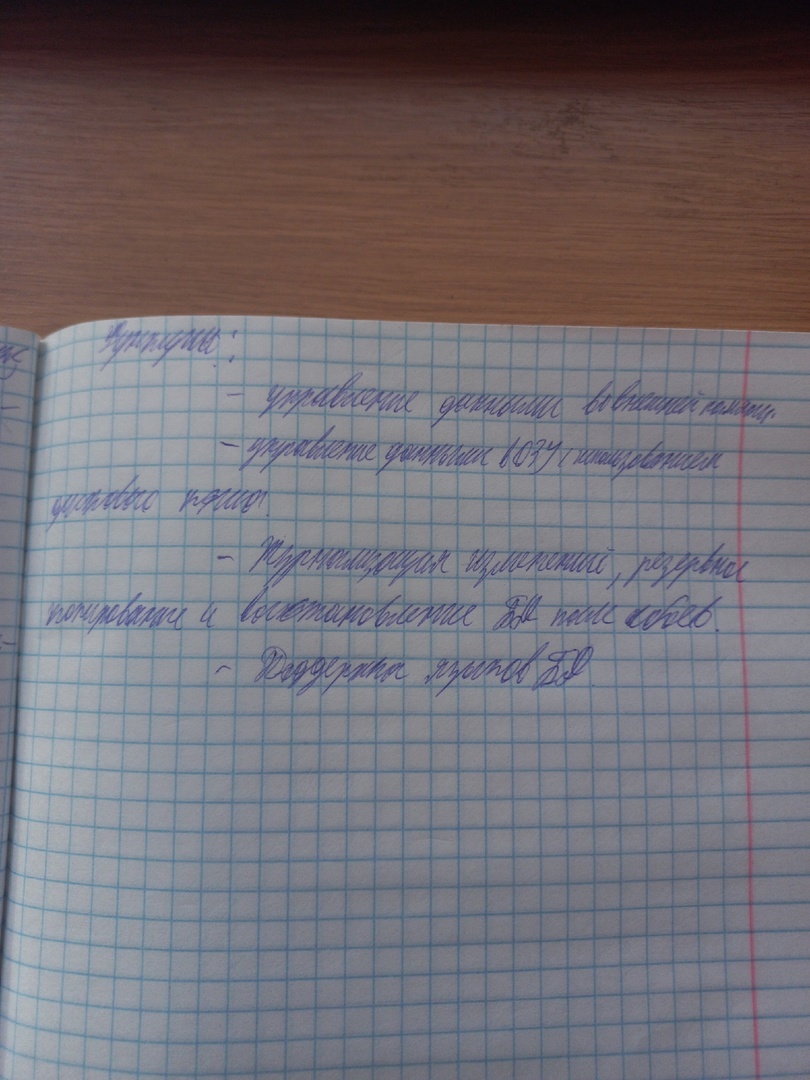 Функции:
- управление данными во внешней памяти.
- управление данными в ОЗУ с использованием
дискового кэша.
- Журнализация изменений, резервное
копирование и восстановление БД после сбоев.
- Поддержка языков БД